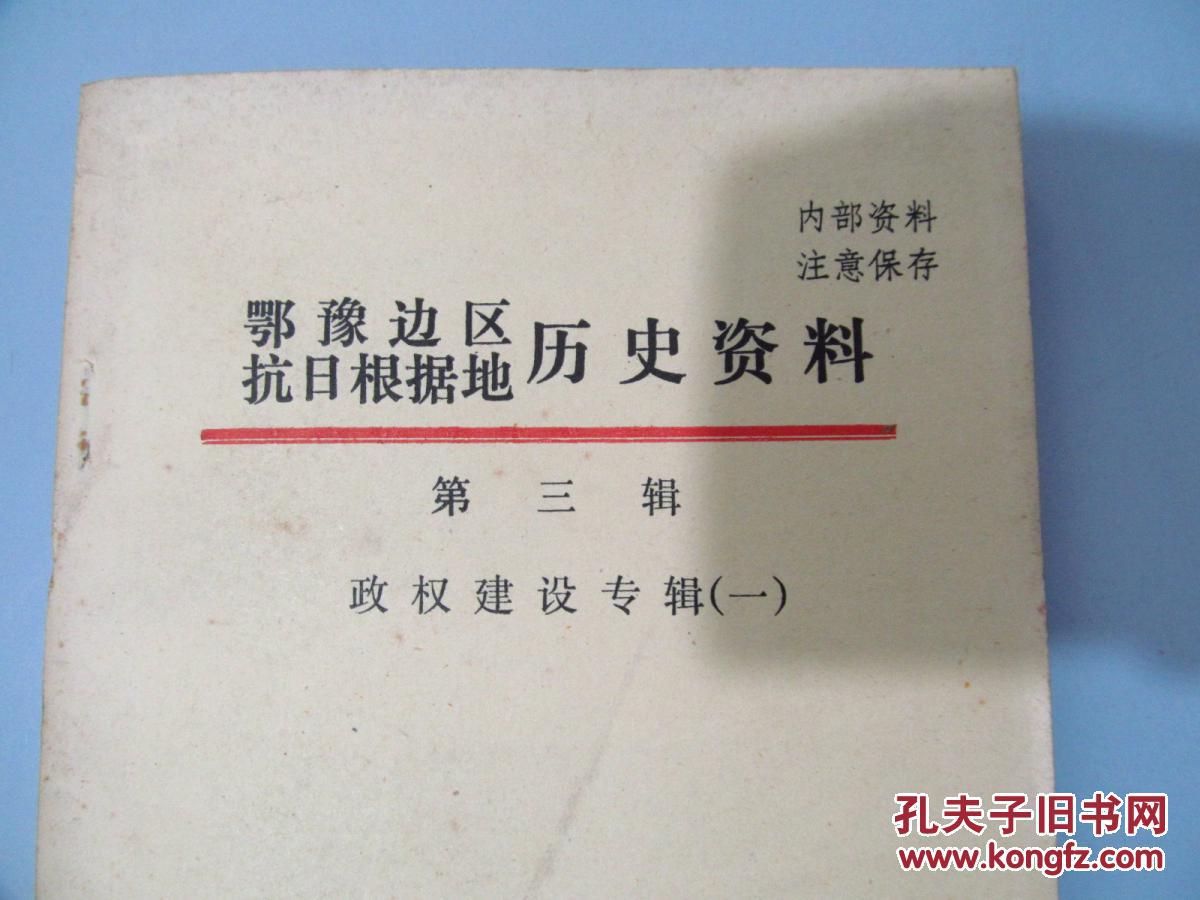 内部资料
注意保存
鄂豫边区
抗日根据地
历史资料
第三辑
政权建设专辑(一)
孔夫子旧书网
www.kongfz.com